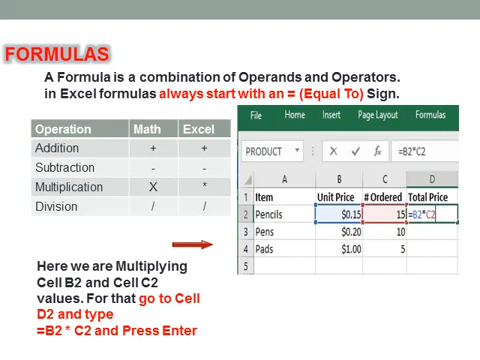 FORMULAS
A Formula is a combination of Operands and Operators.
in Excel formulas always start with an = (Equal To) Sign.
Operation Math Excel
Addition + +
Subtraction - -
Multiplication X *
Division / /
Here we are Multiplying
Cell B2 and Cell C2
values. For that go to Cell
D2 and type
=B2 * C2 and Press Enter
File Home Insert Page Layout Formulas
PRODUCT fx =B2*C2
A B C D
1 Item Unit Price # Ordered Total Price
2 Pencils $0.15 15 =B2*C2
3 Pens $0.20 10
4 Pads $1.00 5
5